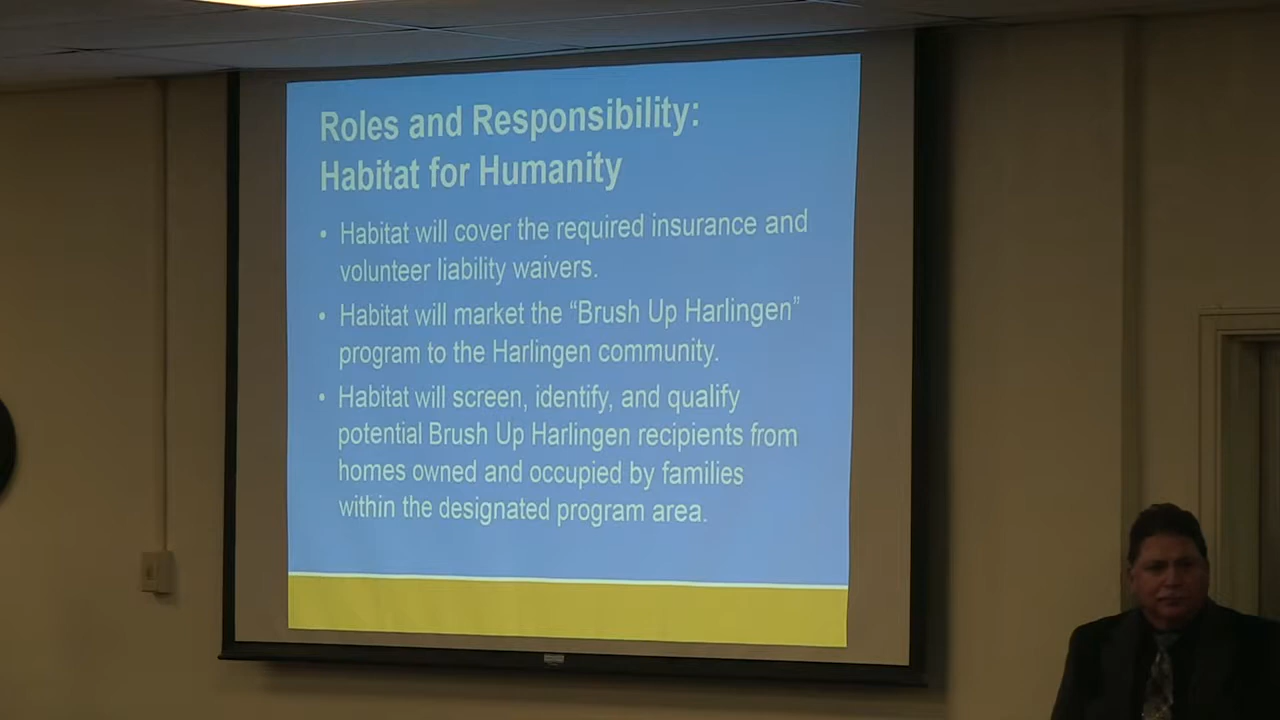 Roles and Responsibility:
Habitat for Humanity
• Habitat will cover the required insurance and
volunteer liability waivers.
• Habitat will market the “Brush Up Harlingen”
program to the Harlingen community.
• Habitat will screen, identify, and qualify
potential Brush Up Harlingen recipients from
homes owned and occupied by families
within the designated program area.